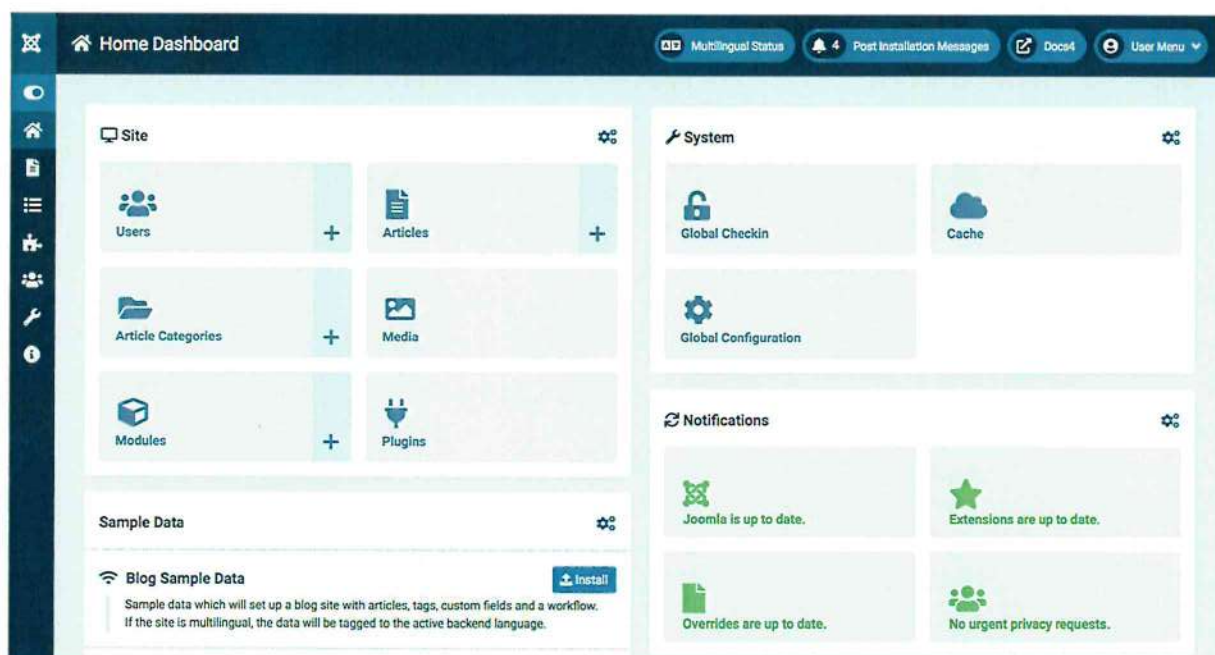 Home Dashboard
Multilingual Status
4 Post Installation Messages
Docs4
User Menu
Site
Users
Articles
Article Categories
Media
Modules
Plugins
Sample Data
Blog Sample Data
Install
Sample data which will set up a blog site with articles, tags, custom fields and a workflow.
If the site is multilingual, the data will be tagged to the active backend language.
System
Global Checkin
Cache
Global Configuration
Notifications
Joomla is up to date.
Extensions are up to date.
Overrides are up to date.
No urgent privacy requests.